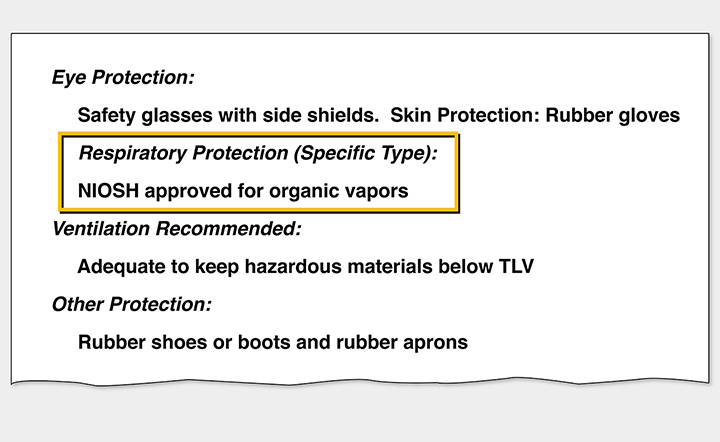 Eye Protection:
Safety glasses with side shields.  Skin Protection: Rubber gloves
Respiratory Protection (Specific Type):
NIOSH approved for organic vapors
Ventilation Recommended:
Adequate to keep hazardous materials below TLV
Other Protection:
Rubber shoes or boots and rubber aprons